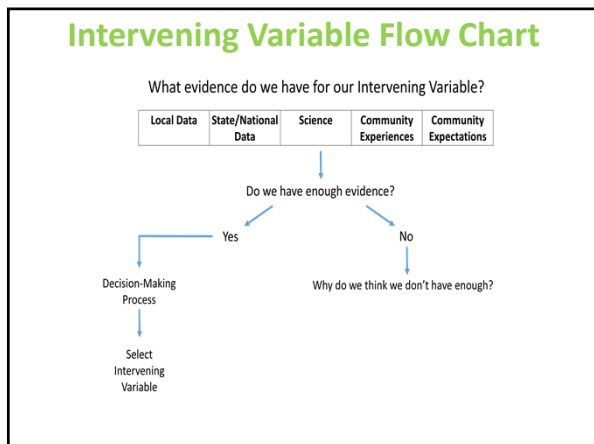 Intervening Variable Flow Chart
What evidence do we have for our Intervening Variable?
Local Data
State/National
Data
Science
Community
Experiences
Community
Expectations
Do we have enough evidence?
Yes
No
Decision-Making
Process
Why do we think we don't have enough?
Select
Intervening
Variable